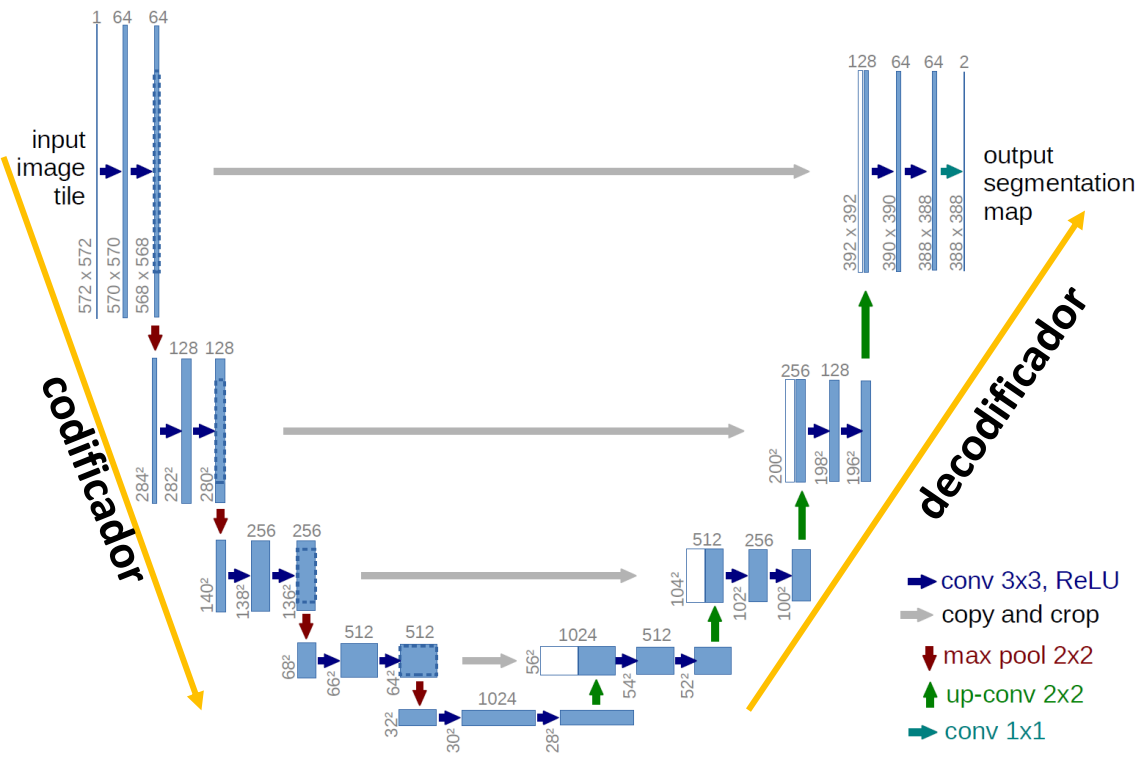 1 64 64
128
64 64 2
input
image
tile
output
segmentation
map
572 x 572
570 x 570
568 x 568
392 x 392
390 x 390
388 x 388
388 x 388
codificador
decodificador
128 128
284²
282²
280²
256 128
200²
198²
196²
256 256
140²
138²
136²
512 256
104²
102²
100²
512 512
68²
66²
64²
1024 512
56²
54²
52²
1024
32²
30²
28²
conv 3x3, ReLU
copy and crop
max pool 2x2
up-conv 2x2
conv 1x1